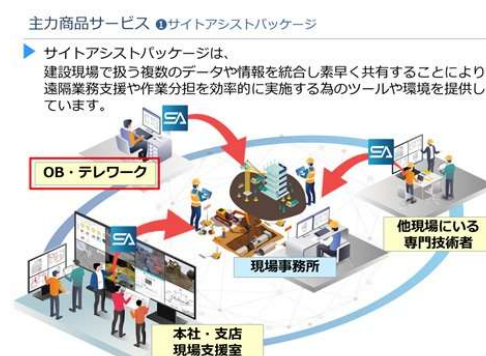 主力商品サービス ❶サイトアシストパッケージ
サイトアシストパッケージは、
建設現場で扱う複数のデータや情報を統合し素早く共有することにより
遠隔業務支援や作業分担を効率的に実施する為のツールや環境を提供し
ています。
SA
OB・テレワーク
SA
他現場にいる
専門技術者
SA
現場事務所
本社・支店
現場支援室